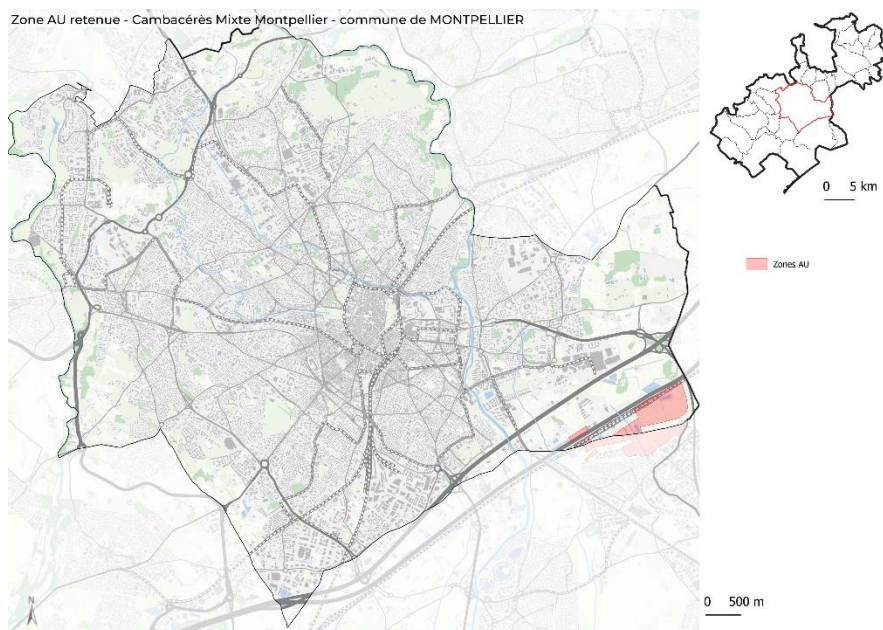 Zone AU retenue - Cambacérès Mixte Montpellier - commune de MONTPELLIER
0 5 km
Zones AU
N
0 500 m